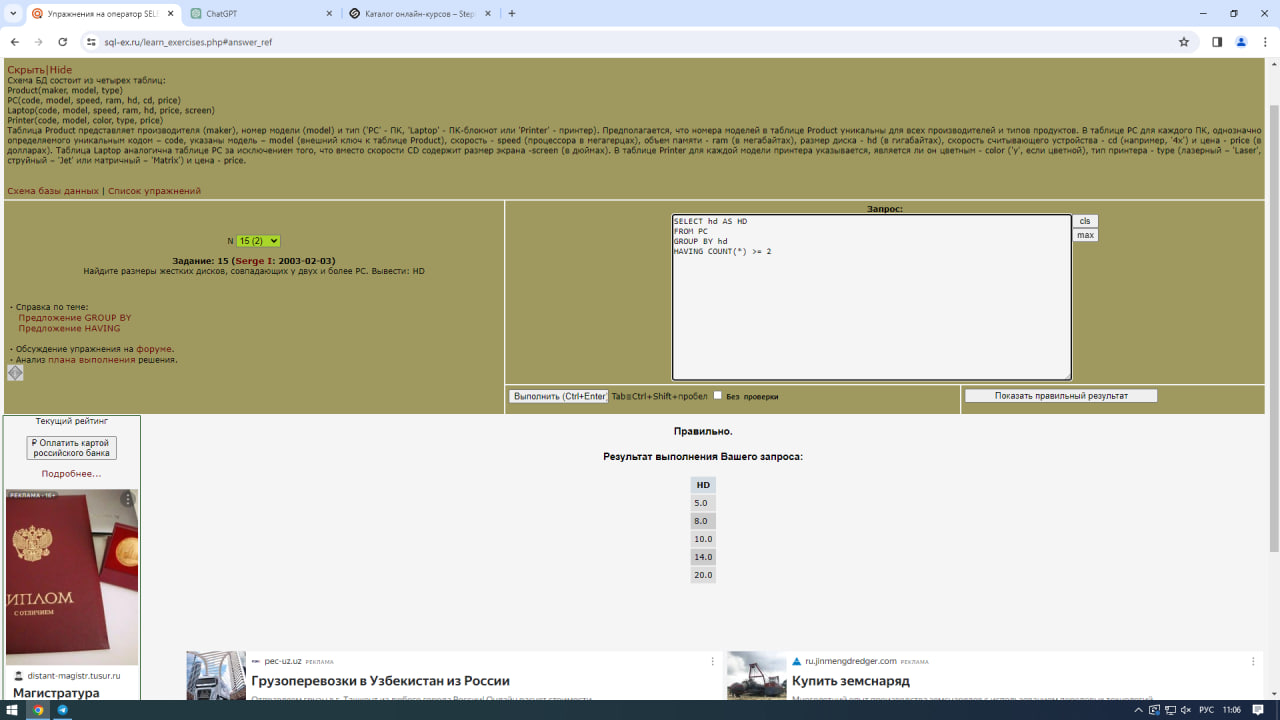 Упражнения на оператор SELE
ChatGPT
Каталог онлайн-курсов – Step
sql-ex.ru/learn_exercises.php#answer_ref
Скрыть|Hide
Схема БД состоит из четырех таблиц:
Product(maker, model, type)
PC(code, model, speed, ram, hd, cd, price)
Laptop(code, model, speed, ram, hd, price, screen)
Printer(code, model, color, type, price)
Таблица Product представляет производителя (maker), номер модели (model) и тип ('PC' - ПК, 'Laptop' - ПК-блокнот или 'Printer' - принтер). Предполагается, что номера моделей в таблице Product уникальны для всех производителей и типов продуктов. В таблице PC для каждого ПК, однозначно
определяемого уникальным кодом – code, указаны модель – model (внешний ключ к таблице Product), скорость - speed (процессора в мегагерцах), объем памяти - ram (в мегабайтах), размер диска - hd (в гигабайтах), скорость считывающего устройства - cd (например, '4x') и цена - price (в
долларах). Таблица Laptop аналогична таблице РС за исключением того, что вместо скорости CD содержит размер экрана -screen (в дюймах). В таблице Printer для каждой модели принтера указывается, является ли он цветным - color ('y', если цветной), тип принтера - type (лазерный – 'Laser',
струйный – 'Jet' или матричный – 'Matrix') и цена - price.
Схема базы данных | Список упражнений
N 15 (2)
Задание: 15 (Serge I: 2003-02-03)
Найдите размеры жестких дисков, совпадающих у двух и более PC. Вывести: HD
· Справка по теме:
Предложение GROUP BY
Предложение HAVING
· Обсуждение упражнения на форуме.
· Анализ плана выполнения решения.
Запрос:
SELECT hd AS HD
FROM PC
GROUP BY hd
HAVING COUNT(*) >= 2
cls
max
Выполнить (Ctrl+Enter) Tab≡Ctrl+Shift+пробел Без проверки
Показать правильный результат
Текущий рейтинг
₽ Оплатить картой
российского банка
Подробнее...
РЕКЛАМА · 16+
ИПЛОМ
С ОТЛИЧИЕМ
distant-magistr.tusur.ru
Магистратура
Правильно.
Результат выполнения Вашего запроса:
HD
5.0
8.0
10.0
14.0
20.0
pec-uz.uz РЕКЛАМА
Грузоперевозки в Узбекистан из России
ru.jinmengdredger.com РЕКЛАМА
Купить земснаряд
РУС 11:06